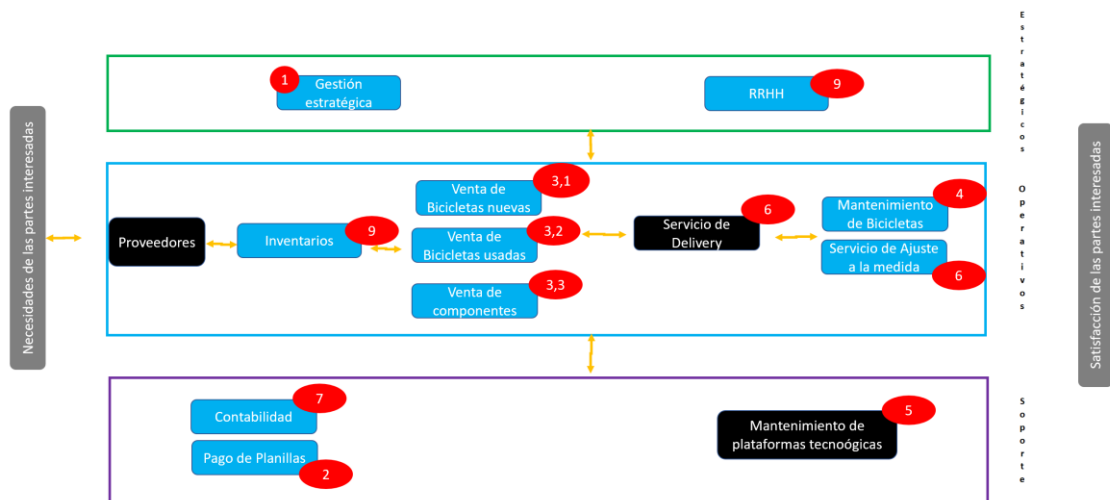 Estratégicos
1
Gestión
estratégica
9
RRHH
Necesidades de las partes interesadas
Satisfacción de las partes interesadas
Operativos
Proveedores
Inventarios
9
Venta de
Bicicletas nuevas
3,1
Venta de
Bicicletas usadas
3,2
Venta de
componentes
3,3
Servicio de
Delivery
6
Mantenimiento
de Bicicletas
4
Servicio de Ajuste
a la medida
6
Soporte
Contabilidad
7
Pago de Planillas
2
Mantenimiento de
plataformas tecnoógicas
5